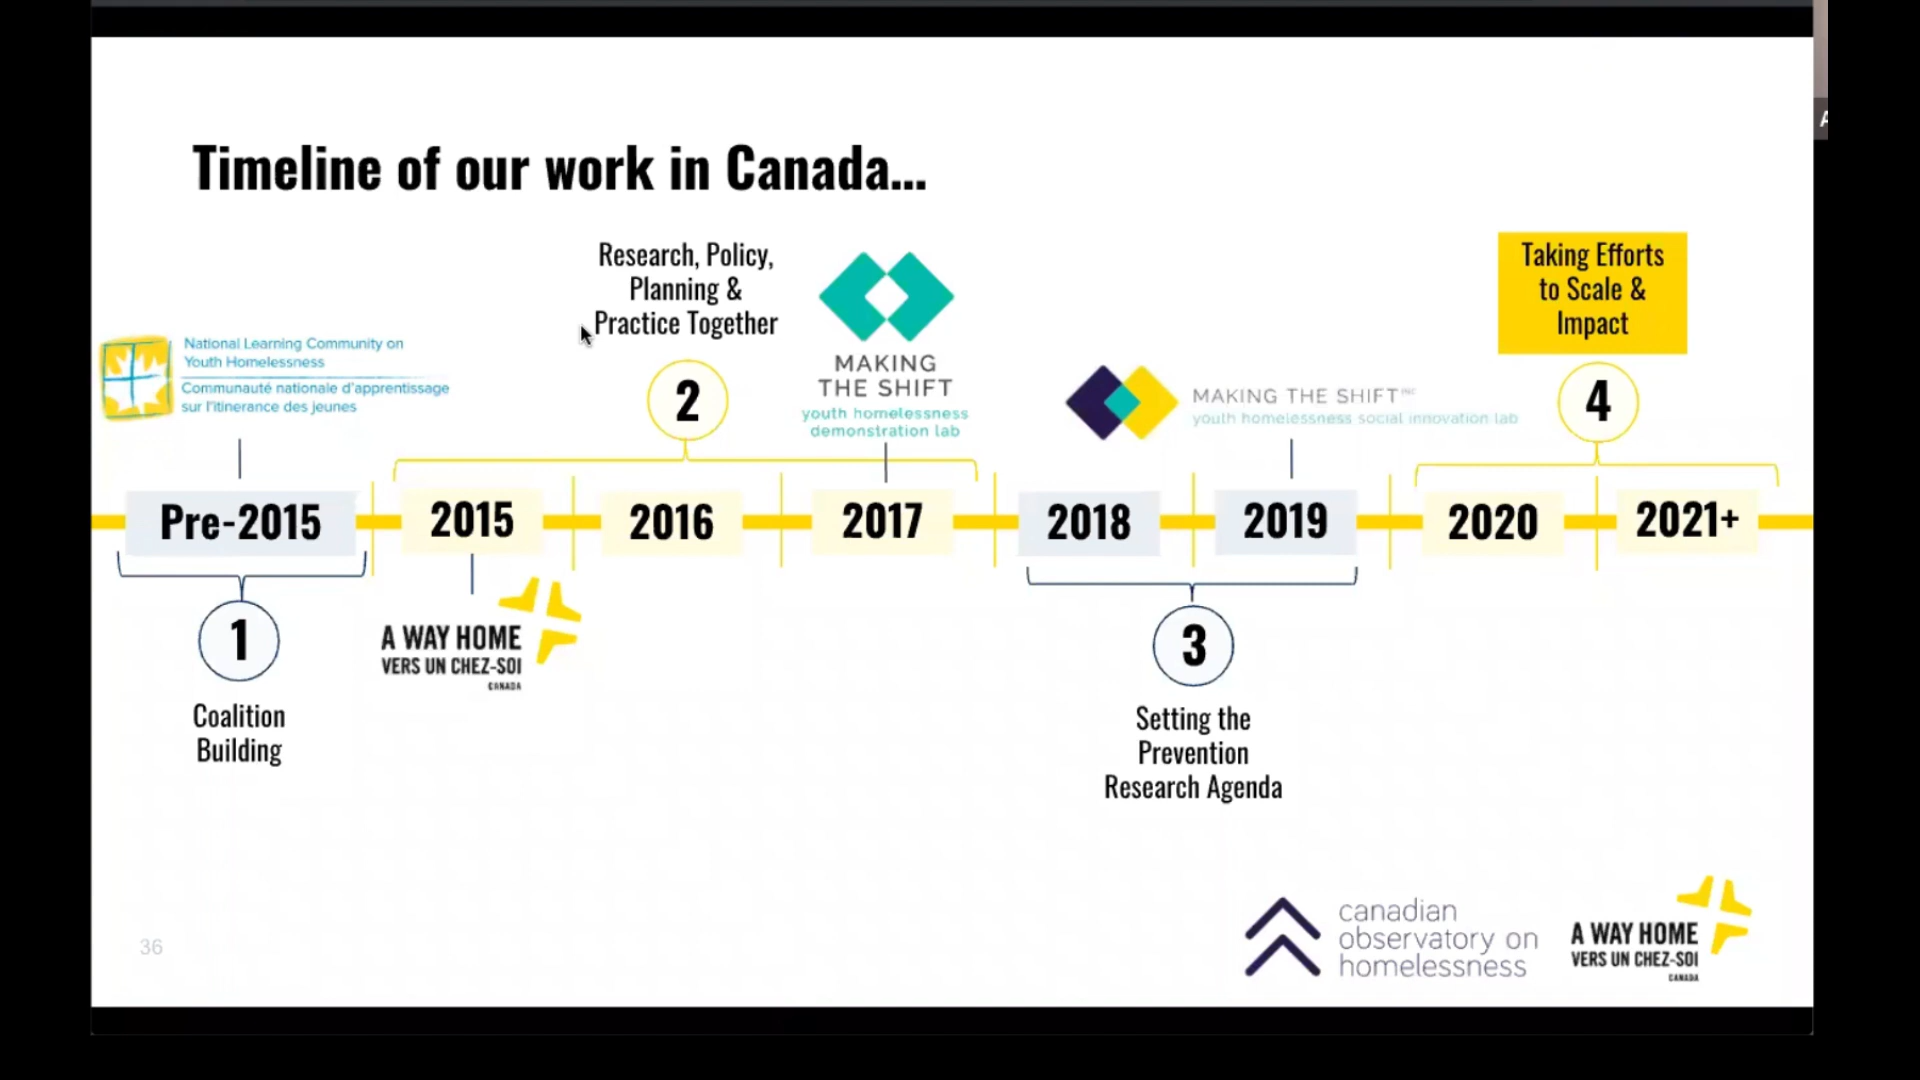 Timeline of our work in Canada...
Research, Policy,
Planning &
Practice Together
Taking Efforts
to Scale &
Impact
National Learning Community on
Youth Homelessness
Communauté nationale d'apprentissage
sur l'itinerance des jeunes
MAKING
THE SHIFT
youth homelessness
demonstration lab
MAKING THE SHIFT INC
youth homelessness social innovation lab
2
4
Pre-2015
2015
2016
2017
2018
2019
2020
2021+
1
Coalition
Building
A WAY HOME
VERS UN CHEZ-SOI
CANADA
3
Setting the
Prevention
Research Agenda
36
canadian
observatory on
homelessness
A WAY HOME
VERS UN CHEZ-SOI
CANADA